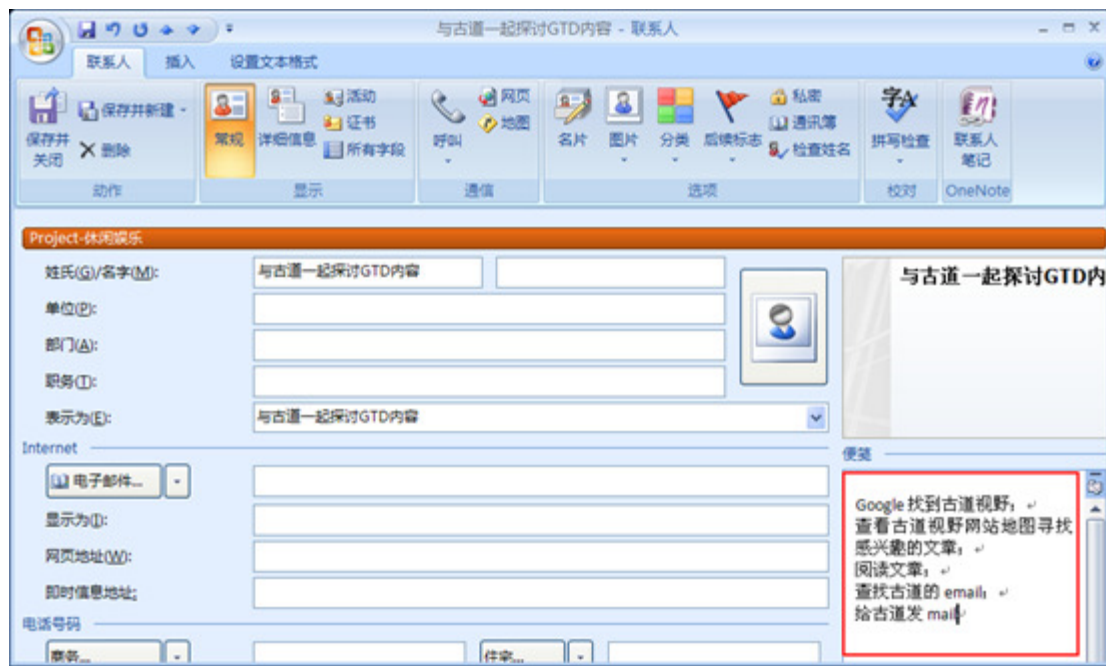 与古道一起探讨GTD内容 - 联系人
联系人 插入 设置文本格式
保存并关闭
保存并新建
删除
动作
常规
详细信息
活动
证书
所有字段
显示
呼叫
网页
地图
通信
名片
图片
分类
后续标志
私密
通讯簿
检查姓名
选项
拼写检查
校对
联系人笔记
OneNote
Project-休闲娱乐
姓氏(G)/名字(M): 与古道一起探讨GTD内容
单位(P):
部门(A):
职务(T):
表示为(E): 与古道一起探讨GTD内容
与古道一起探讨GTD内
Internet
电子邮件...
显示为(I):
网页地址(W):
即时信息地址:
便笺
Google 找到古道视野;
查看古道视野网站地图寻找
感兴趣的文章;
阅读文章;
查找古道的 email;
给古道发 mail
电话号码
商务... 住宅...